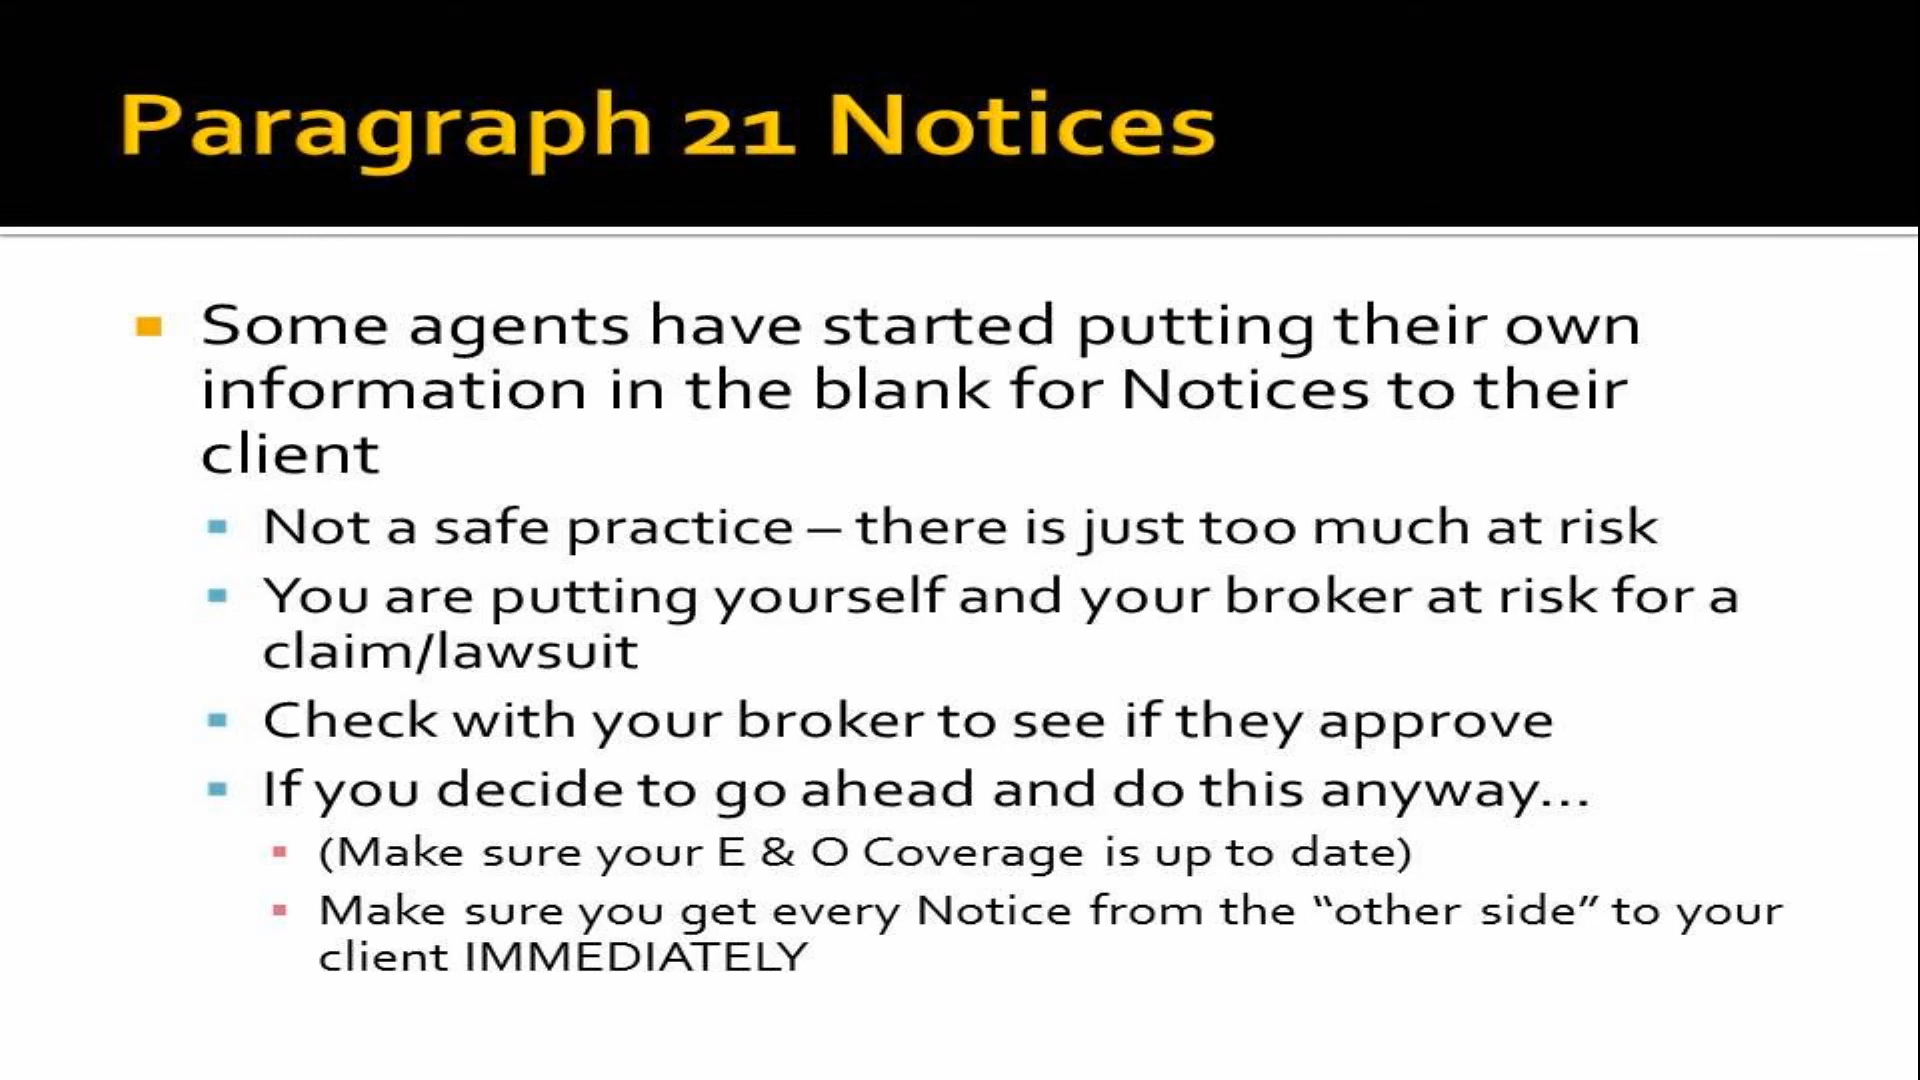 Paragraph 21 Notices
Some agents have started putting their own
information in the blank for Notices to their
client
Not a safe practice – there is just too much at risk
You are putting yourself and your broker at risk for a
claim/lawsuit
Check with your broker to see if they approve
If you decide to go ahead and do this anyway...
(Make sure your E & O Coverage is up to date)
Make sure you get every Notice from the “other side” to your
client IMMEDIATELY